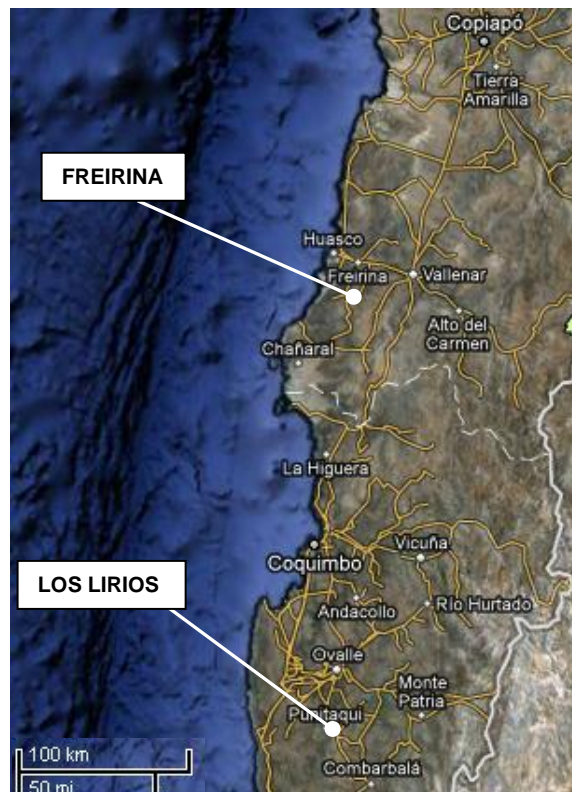 Copiapó
Tierra
Amarilla
FREIRINA
Huasco
Freirina
Vallenar
Alto del
Carmen
Chañaral
La Higuera
Coquimbo
Vicuña
LOS LIRIOS
Andacollo
Río Hurtado
Ovalle
Monte
Patria
Punitaqui
Combarbalá
100 km
50 mi